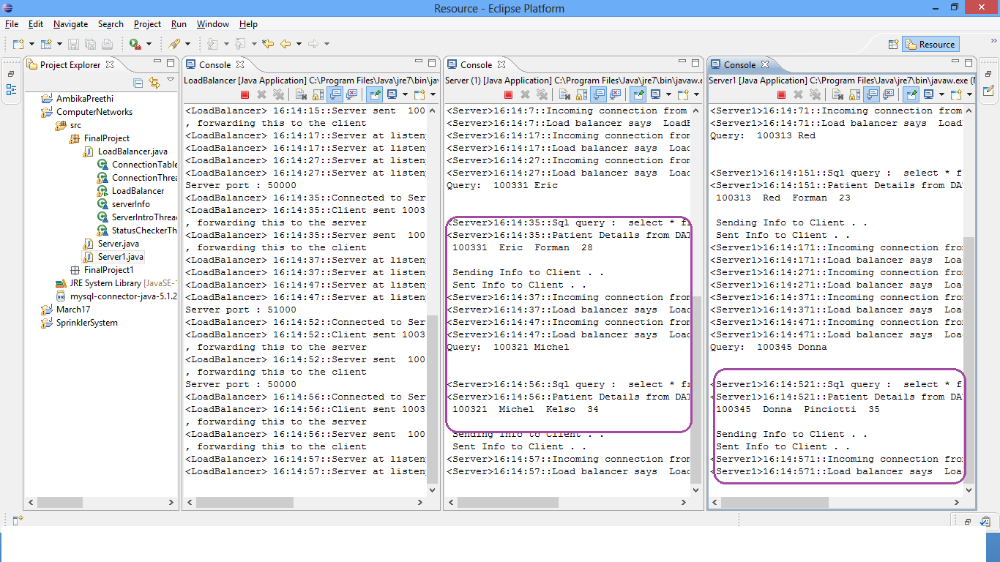 Resource - Eclipse Platform
File Edit Navigate Search Project Run Window Help
Resource
Project Explorer
AmbikaPreethi
ComputerNetworks
src
FinalProject
LoadBalancer.java
ConnectionTable
ConnectionThrea
LoadBalancer
serverInfo
ServerIntroThrea
StatusCheckerTh
Server.java
Server1.java
FinalProject1
JRE System Library [JavaSE-1
mysql-connector-java-5.1.2
March17
SprinklerSystem
Console
LoadBalancer [Java Application] C:\Program Files\Java\jre7\bin\jav
<LoadBalancer> 16:14:15::Server sent  100
, forwarding this to the client
<LoadBalancer> 16:14:17::Server at listen
<LoadBalancer> 16:14:17::Server at listen
<LoadBalancer> 16:14:27::Server at listen
<LoadBalancer> 16:14:27::Server at listen
Server port : 50000
<LoadBalancer> 16:14:35::Connected to Ser
<LoadBalancer> 16:14:35::Client sent 1003
, forwarding this to the server
<LoadBalancer> 16:14:35::Server sent  100
, forwarding this to the client
<LoadBalancer> 16:14:37::Server at listen
<LoadBalancer> 16:14:37::Server at listen
<LoadBalancer> 16:14:47::Server at listen
<LoadBalancer> 16:14:47::Server at listen
Server port : 51000
<LoadBalancer> 16:14:52::Connected to Ser
<LoadBalancer> 16:14:52::Client sent 1003
, forwarding this to the server
<LoadBalancer> 16:14:52::Server sent  100
, forwarding this to the client
Server port : 50000
<LoadBalancer> 16:14:56::Connected to Ser
<LoadBalancer> 16:14:56::Client sent 1003
, forwarding this to the server
<LoadBalancer> 16:14:56::Server sent  100
, forwarding this to the client
<LoadBalancer> 16:14:57::Server at listen
<LoadBalancer> 16:14:57::Server at listen
Console
Server (1) [Java Application] C:\Program Files\Java\jre7\bin\javaw.e
<Server>16:14:7::Incoming connection from
<Server>16:14:7::Load balancer says  LoadB
<Server>16:14:17::Incoming connection from
<Server>16:14:17::Load balancer says  Load
<Server>16:14:27::Incoming connection from
<Server>16:14:27::Load balancer says  Load
Query:  100331 Eric
<Server>16:14:35::Sql query :  select * fr
<Server>16:14:35::Patient Details from DAT
100331  Eric  Forman  28
Sending Info to Client . .
Sent Info to Client . .
<Server>16:14:37::Incoming connection from
<Server>16:14:37::Load balancer says  Load
<Server>16:14:47::Incoming connection from
<Server>16:14:47::Load balancer says  Load
Query:  100321 Michel
<Server>16:14:56::Sql query :  select * fr
<Server>16:14:56::Patient Details from DAT
100321  Michel  Kelso  34
Sending Info to Client . .
Sent Info to Client . .
<Server>16:14:57::Incoming connection from
<Server>16:14:57::Load balancer says  Load
Console
Server1 [Java Application] C:\Program Files\Java\jre7\bin\javaw.exe (
<Server1>16:14:71::Incoming connection from
<Server1>16:14:71::Load balancer says  Load
Query:  100313 Red
<Server1>16:14:151::Sql query :  select * f
<Server1>16:14:151::Patient Details from DA
100313  Red  Forman  23
Sending Info to Client . .
Sent Info to Client . .
<Server1>16:14:171::Incoming connection fro
<Server1>16:14:171::Load balancer says  Loa
<Server1>16:14:271::Incoming connection fro
<Server1>16:14:271::Load balancer says  Loa
<Server1>16:14:371::Incoming connection fro
<Server1>16:14:371::Load balancer says  Loa
<Server1>16:14:471::Incoming connection fro
<Server1>16:14:471::Load balancer says  Loa
Query:  100345 Donna
<Server1>16:14:521::Sql query :  select * f
<Server1>16:14:521::Patient Details from DA
100345  Donna  Pinciotti  35
Sending Info to Client . .
Sent Info to Client . .
<Server1>16:14:571::Incoming connection fro
<Server1>16:14:571::Load balancer says  Loa